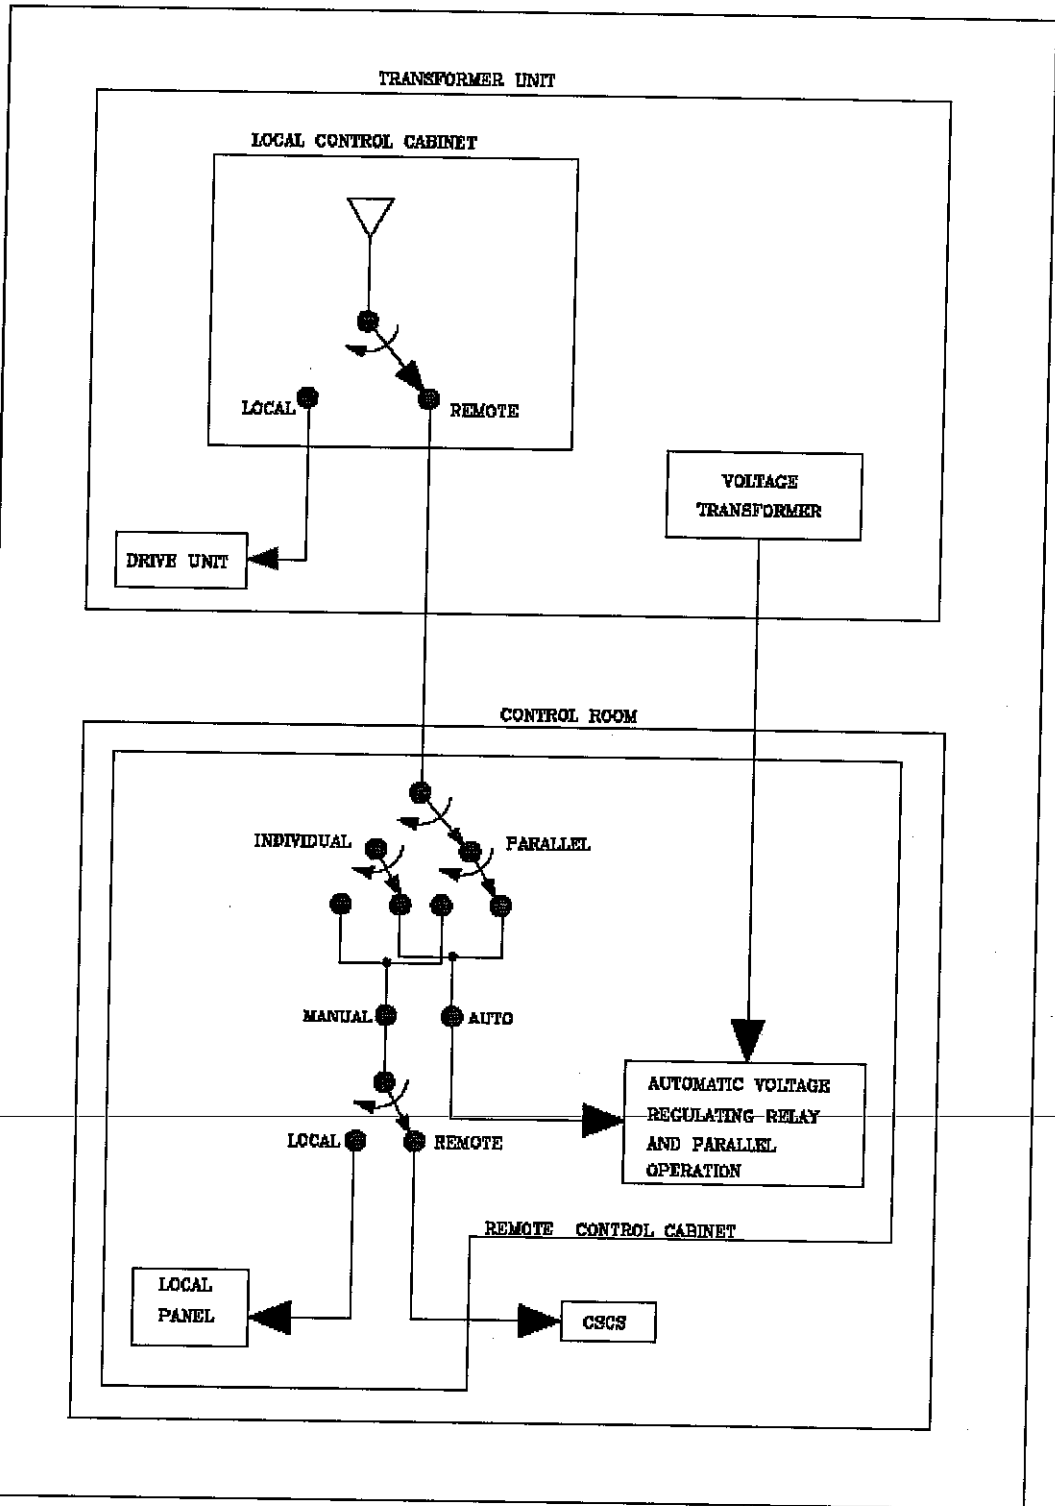 TRANSFORMER UNIT
LOCAL CONTROL CABINET
LOCAL
REMOTE
VOLTAGE
TRANSFORMER
DRIVE UNIT
CONTROL ROOM
INDIVIDUAL
PARALLEL
MANUAL
AUTO
AUTOMATIC VOLTAGE
REGULATING RELAY
AND PARALLEL
OPERATION
LOCAL
REMOTE
REMOTE CONTROL CABINET
LOCAL
PANEL
CSCS